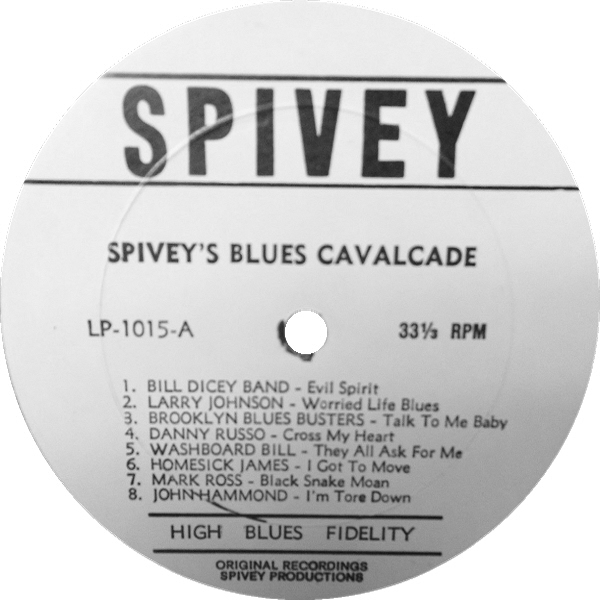 SPIVEY
SPIVEY'S BLUES CAVALCADE
LP-1015-A 33⅓ RPM
1. BILL DICEY BAND - Evil Spirit
2. LARRY JOHNSON - Worried Life Blues
3. BROOKLYN BLUES BUSTERS - Talk To Me Baby
4. DANNY RUSSO - Cross My Heart
5. WASHBOARD BILL - They All Ask For Me
6. HOMESICK JAMES - I Got To Move
7. MARK ROSS - Black Snake Moan
8. JOHN HAMMOND - I'm Tore Down
HIGH BLUES FIDELITY
ORIGINAL RECORDINGS
SPIVEY PRODUCTIONS